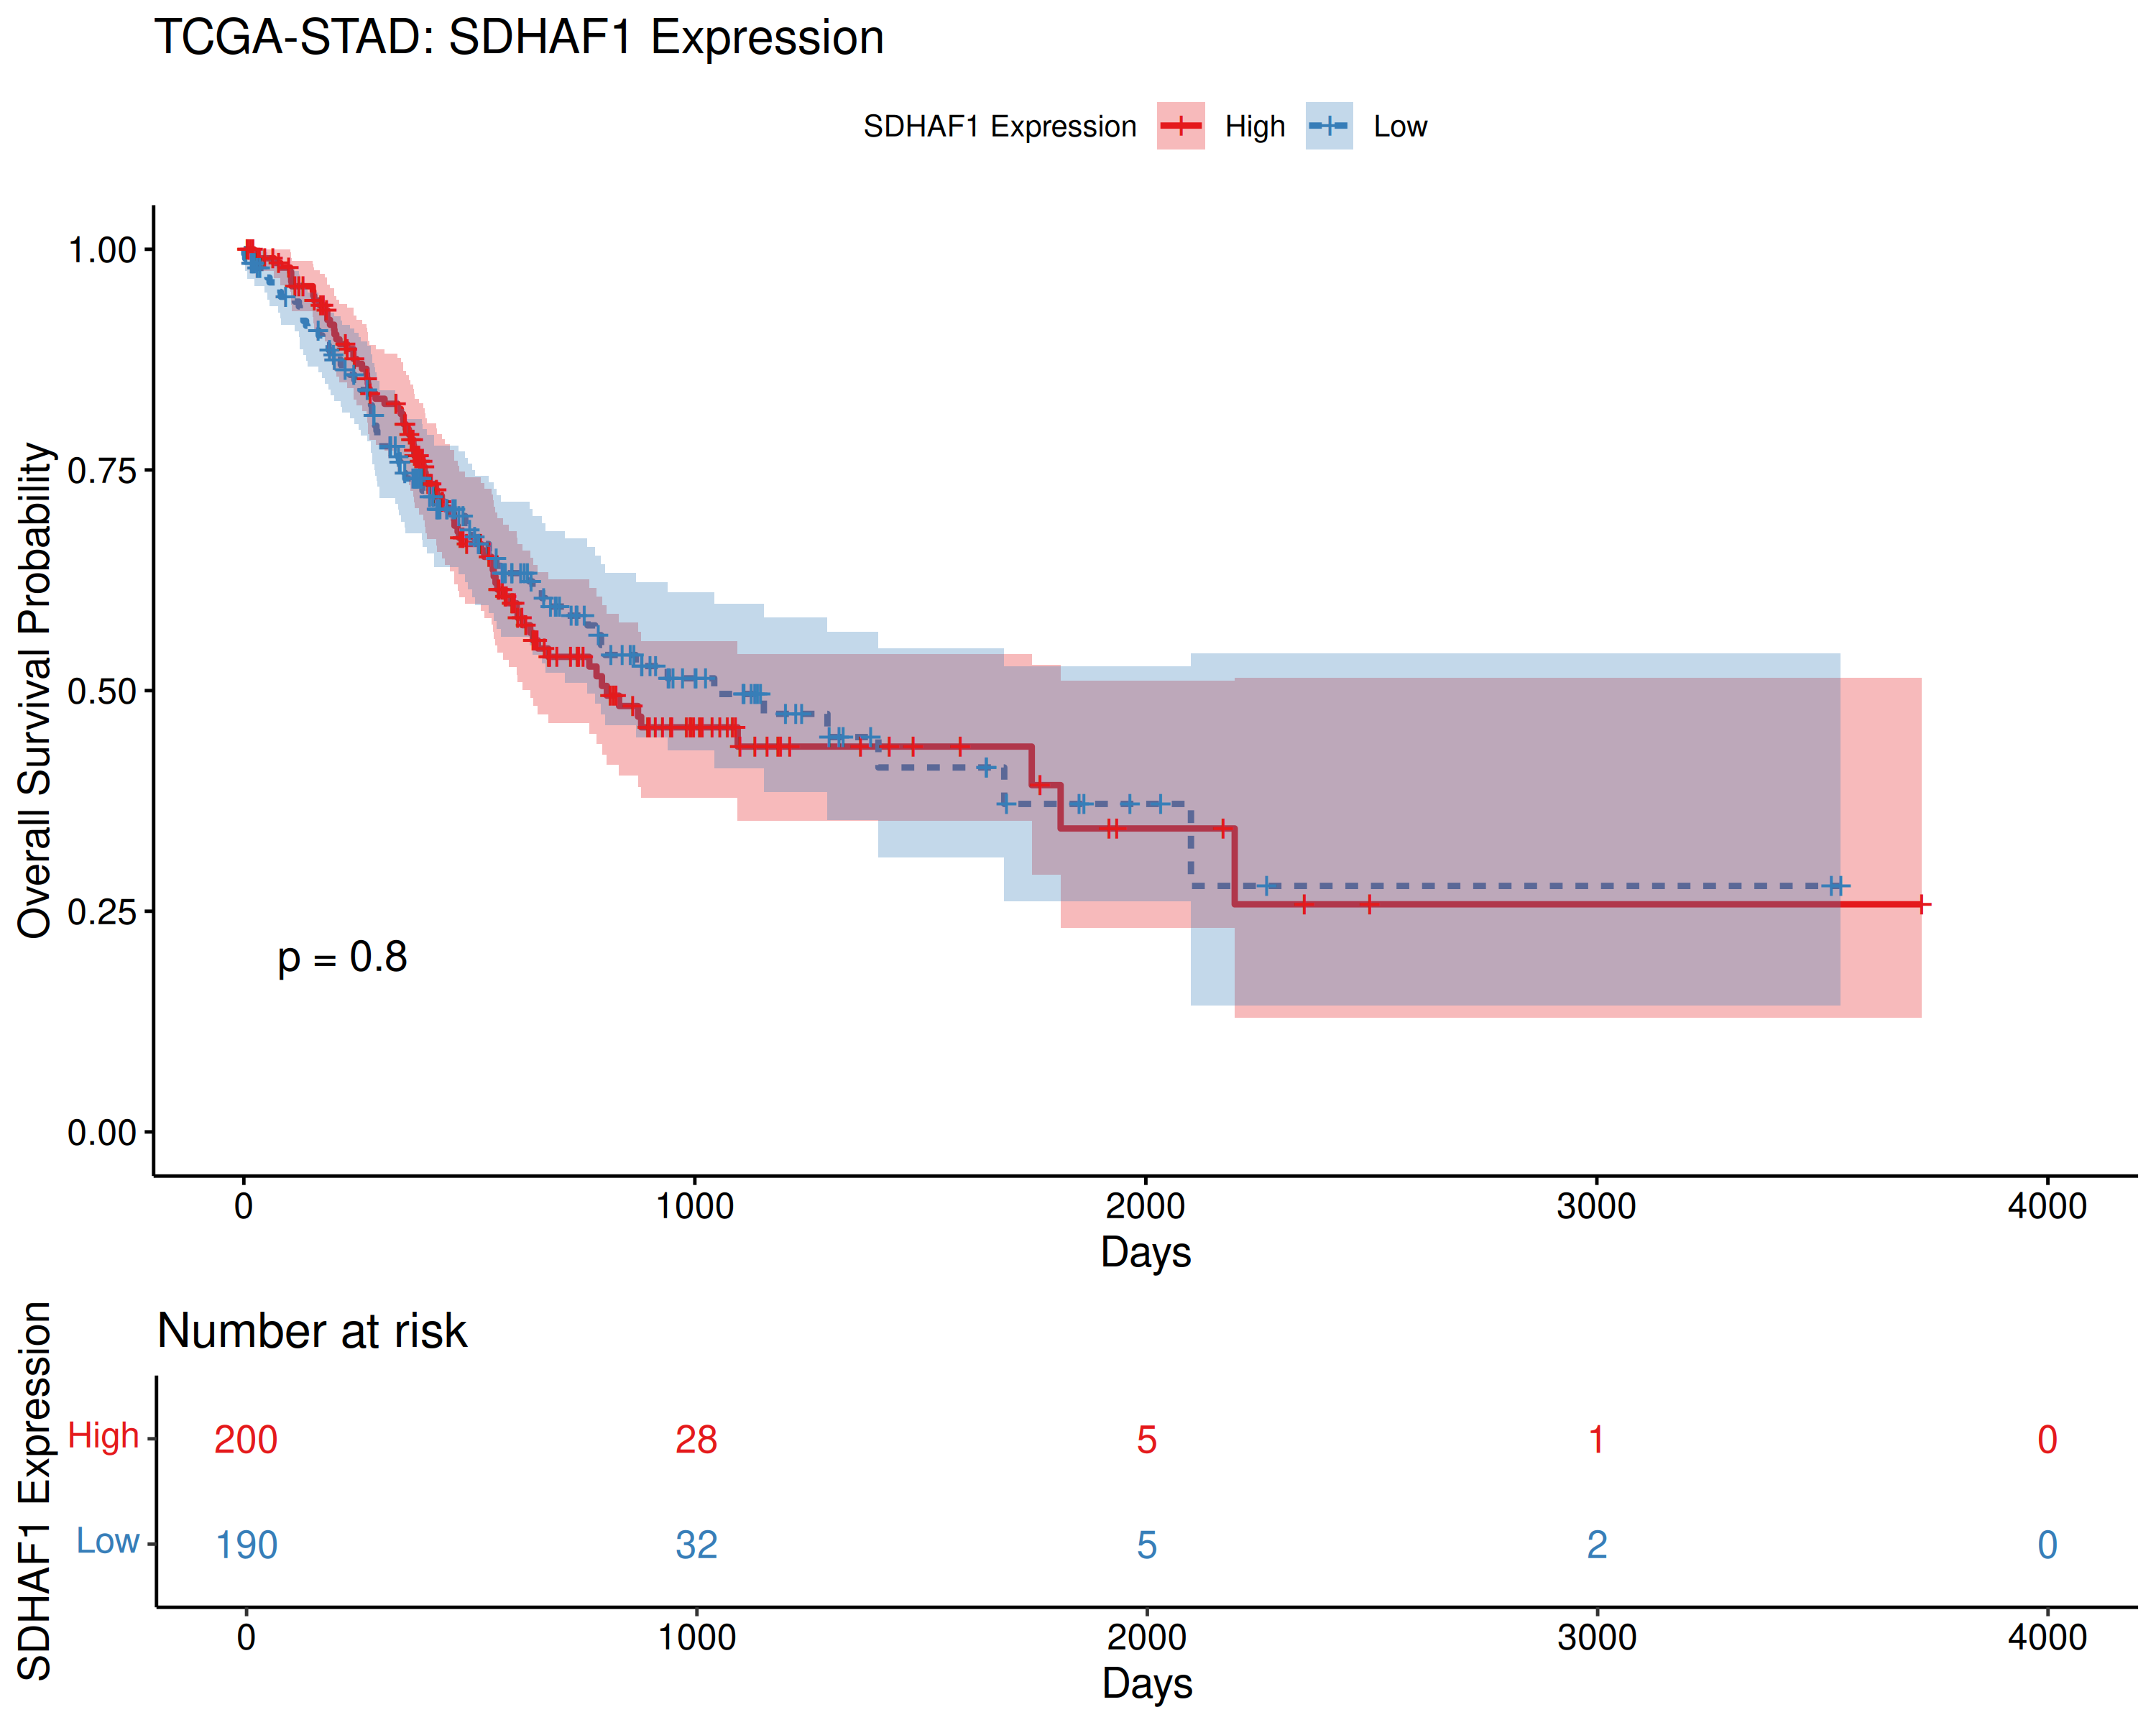 TCGA-STAD: SDHAF1 Expression
SDHAF1 Expression High Low
Overall Survival Probability
1.00
0.75
0.50
0.25
0.00
p = 0.8
0 1000 2000 3000 4000
Days
Number at risk
SDHAF1 Expression
High 200 28 5 1 0
Low 190 32 5 2 0
0 1000 2000 3000 4000
Days